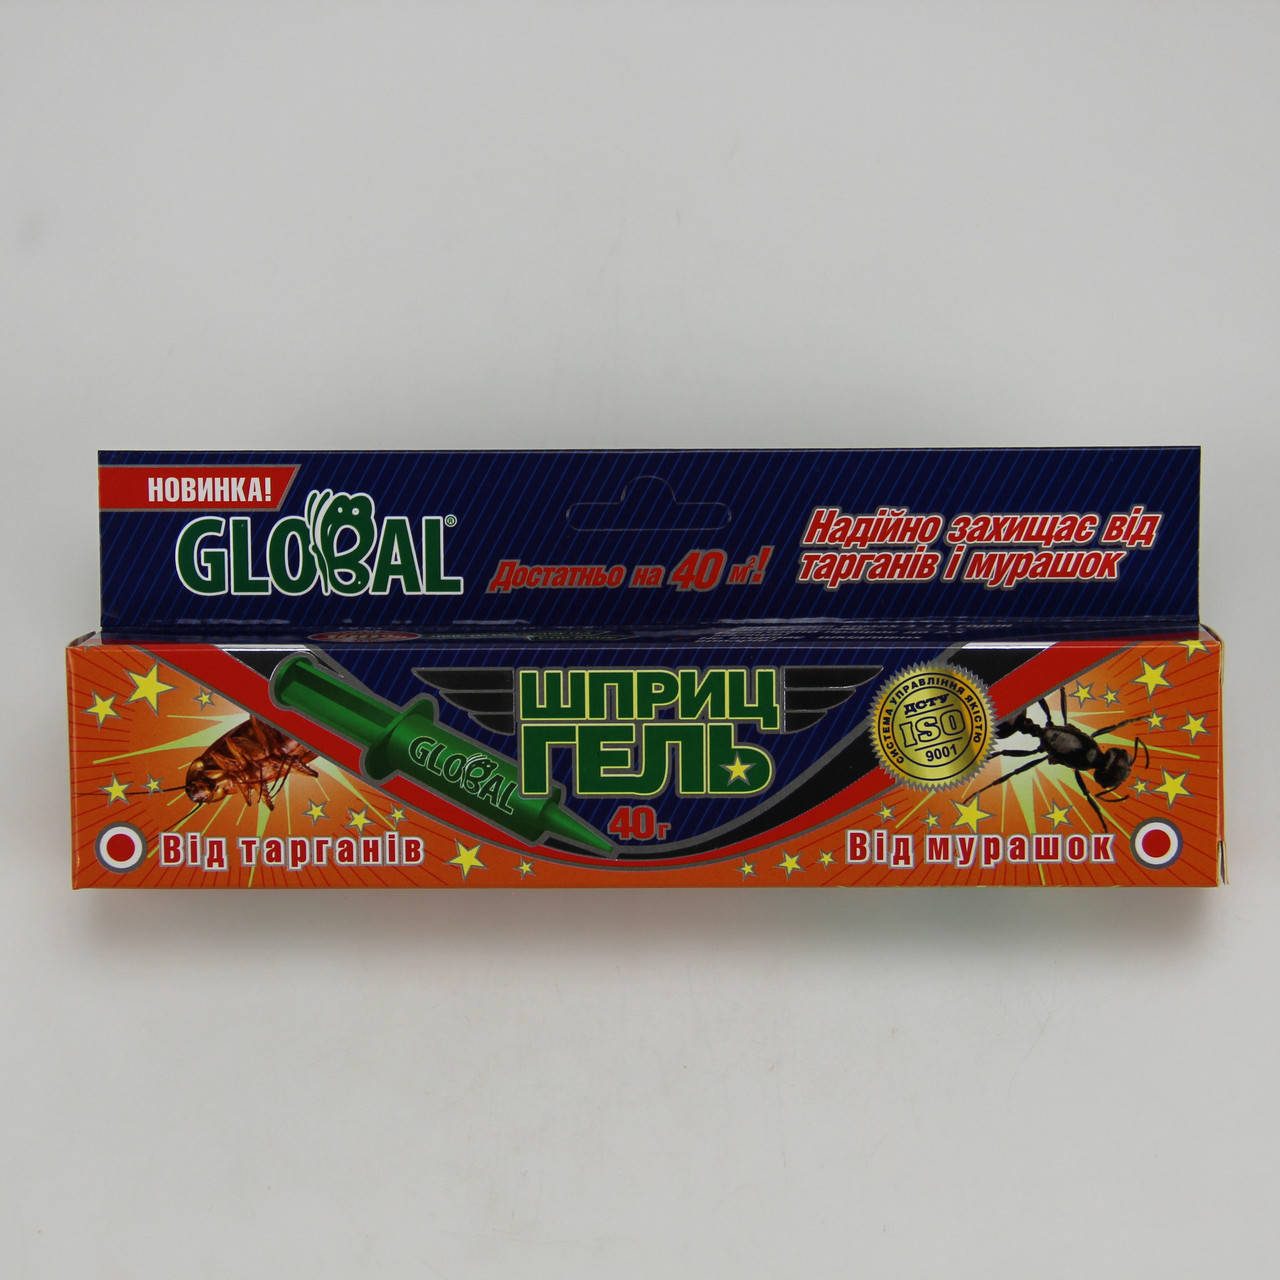 НОВИНКА!
GLOBAL®
Достатньо на 40 м²!
Надійно захищає від
тарганів і мурашок
ШПРИЦ
ГЕЛЬ
40г
GLOBAL
СИСТЕМА УПРАВЛІННЯ ЯКІСТЮ
ДСТУ
ISO
9001
Від тарганів
Від мурашок